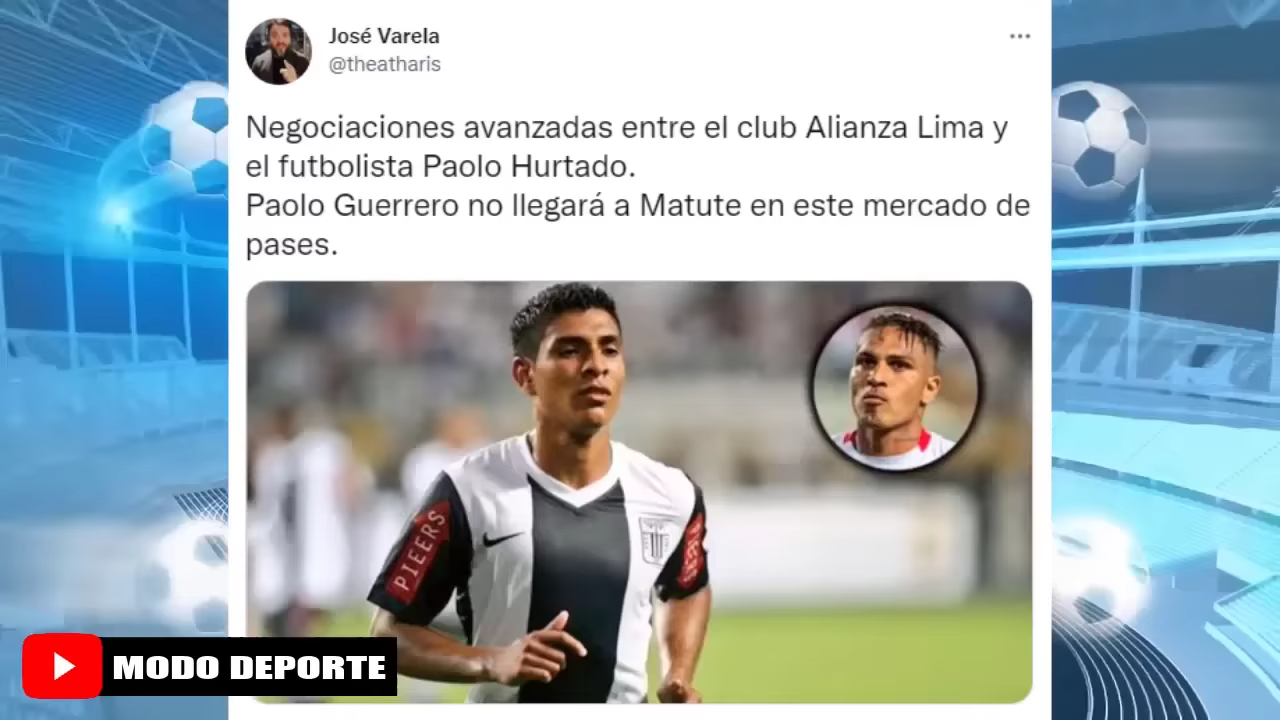 José Varela
@theatharis
Negociaciones avanzadas entre el club Alianza Lima y
el futbolista Paolo Hurtado.
Paolo Guerrero no llegará a Matute en este mercado de
pases.
PIEERS
MODO DEPORTE